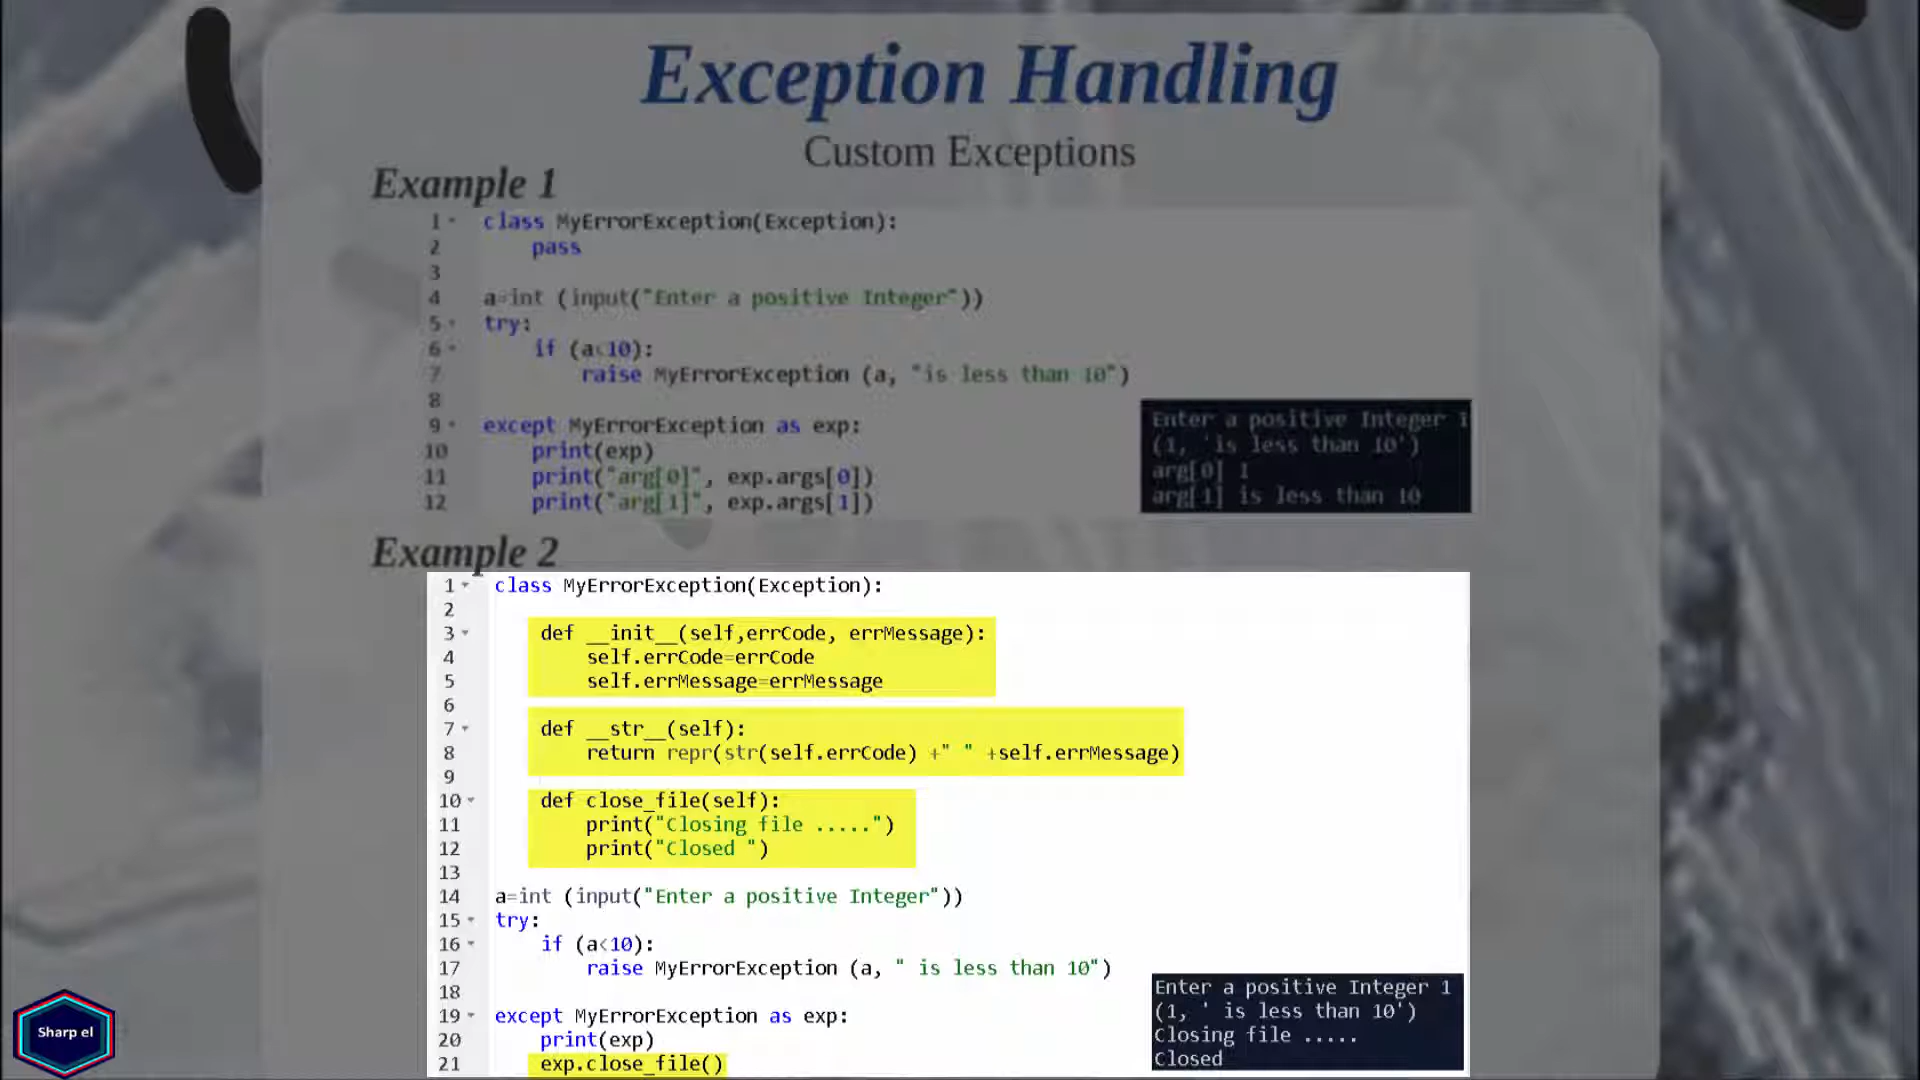 Exception Handling
Custom Exceptions
Example 1
1 class MyErrorException(Exception):
2 pass
3
4 a=int (input("Enter a positive Integer"))
5 try:
6 if (a<10):
7 raise MyErrorException (a, "is less than 10")
8
9 except MyErrorException as exp:
10 print(exp)
11 print("arg[0]", exp.args[0])
12 print("arg[1]", exp.args[1])
Enter a positive Integer 1
(1, 'is less than 10')
arg[0] 1
arg[1] is less than 10
Example 2
1 class MyErrorException(Exception):
2
3 def __init__(self,errCode, errMessage):
4 self.errCode=errCode
5 self.errMessage=errMessage
6
7 def __str__(self):
8 return repr(str(self.errCode) +" " +self.errMessage)
9
10 def close_file(self):
11 print("Closing file .....")
12 print("Closed ")
13
14 a=int (input("Enter a positive Integer"))
15 try:
16 if (a<10):
17 raise MyErrorException (a, " is less than 10")
18
19 except MyErrorException as exp:
20 print(exp)
21 exp.close_file()
Enter a positive Integer 1
(1, ' is less than 10')
Closing file .....
Closed
Sharp el